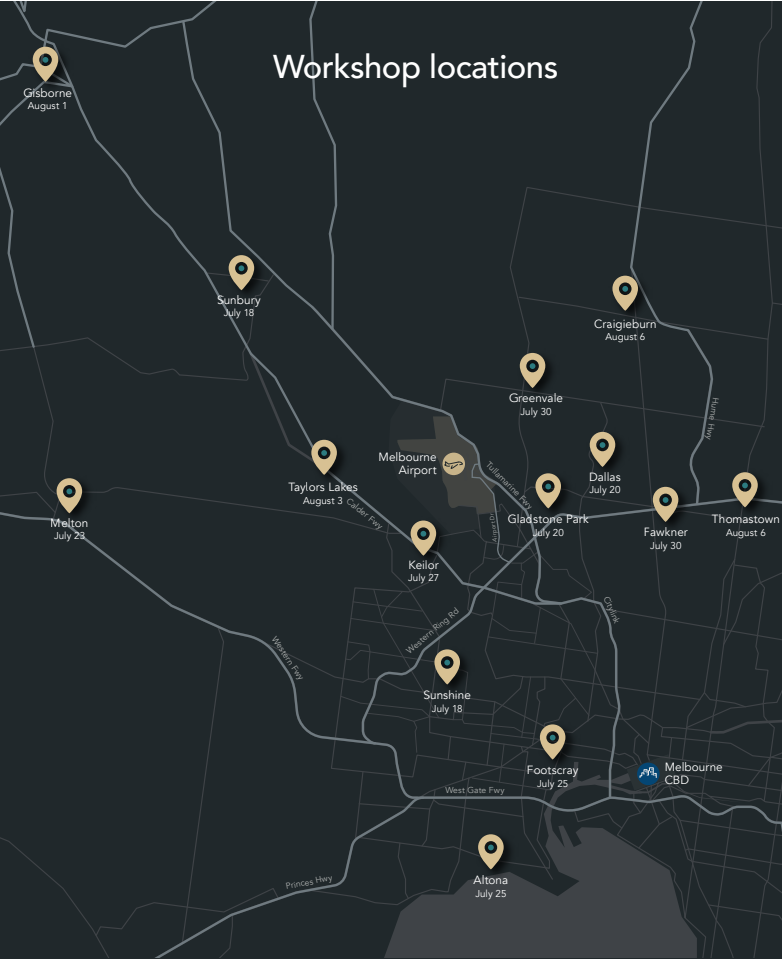 Workshop locations
Gisborne
August 1
Sunbury
July 18
Craigieburn
August 6
Greenvale
July 30
Hume Hwy
Melbourne
Airport
Tullamarine Fwy
Dallas
July 20
Taylors Lakes
August 3
Calder Fwy
Melton
July 23
Gladstone Park
July 20
Fawkner
July 30
Thomastown
August 6
Airport Dr
Keilor
July 27
Citylink
Western Ring Rd
Western Fwy
Sunshine
July 18
Footscray
July 25
Melbourne
CBD
West Gate Fwy
Altona
July 25
Princes Hwy